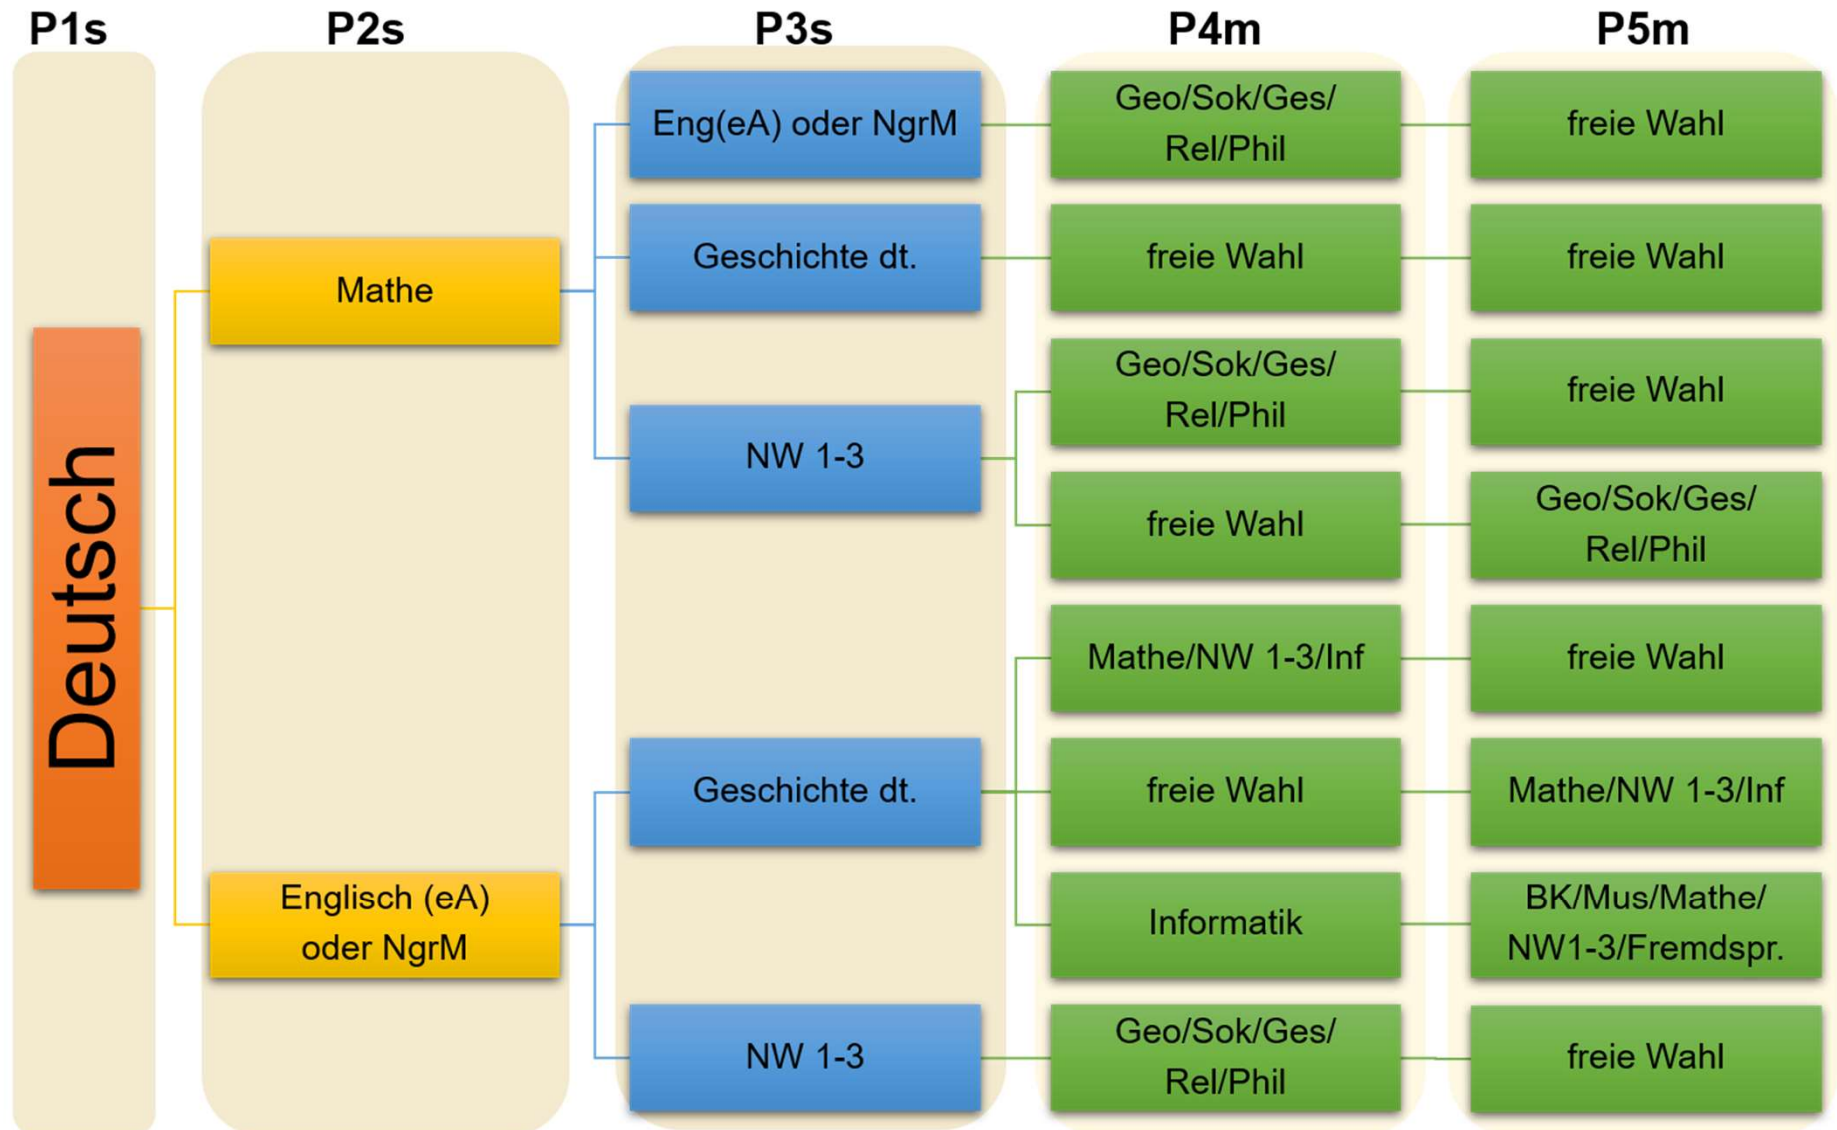 P1s
P2s
P3s
P4m
P5m
Deutsch
Mathe
Englisch (eA)
oder NgrM
Eng(eA) oder NgrM
Geschichte dt.
NW 1-3
Geschichte dt.
NW 1-3
Geo/Sok/Ges/
Rel/Phil
freie Wahl
Geo/Sok/Ges/
Rel/Phil
freie Wahl
Mathe/NW 1-3/Inf
freie Wahl
Informatik
Geo/Sok/Ges/
Rel/Phil
freie Wahl
freie Wahl
freie Wahl
Geo/Sok/Ges/
Rel/Phil
freie Wahl
Mathe/NW 1-3/Inf
BK/Mus/Mathe/
NW1-3/Fremdspr.
freie Wahl